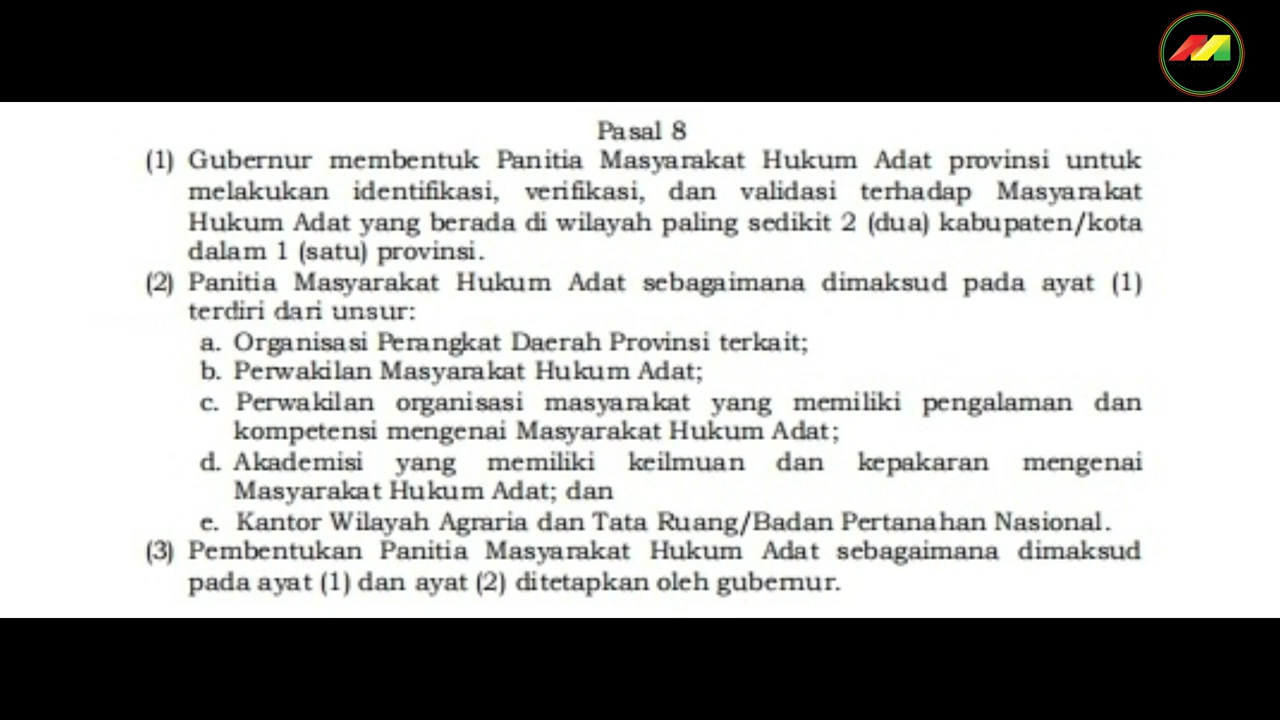 Pasal 8
(1) Gubernur membentuk Panitia Masyarakat Hukum Adat provinsi untuk
melakukan identifikasi, verifikasi, dan validasi terhadap Masyarakat
Hukum Adat yang berada di wilayah paling sedikit 2 (dua) kabupaten/kota
dalam 1 (satu) provinsi.
(2) Panitia Masyarakat Hukum Adat sebagaimana dimaksud pada ayat (1)
terdiri dari unsur:
a. Organisasi Perangkat Daerah Provinsi terkait;
b. Perwakilan Masyarakat Hukum Adat;
c. Perwakilan organisasi masyarakat yang memiliki pengalaman dan
kompetensi mengenai Masyarakat Hukum Adat;
d. Akademisi yang memiliki keilmuan dan kepakaran mengenai
Masyarakat Hukum Adat; dan
e. Kantor Wilayah Agraria dan Tata Ruang/Badan Pertanahan Nasional.
(3) Pembentukan Panitia Masyarakat Hukum Adat sebagaimana dimaksud
pada ayat (1) dan ayat (2) ditetapkan oleh gubernur.